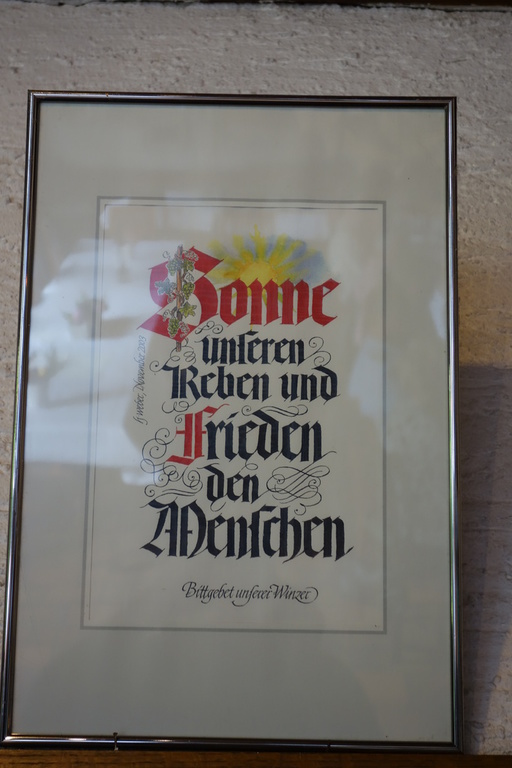 Sonne
unseren
Reben und
Frieden
den
Menschen
Bittgebet unserer Winzer